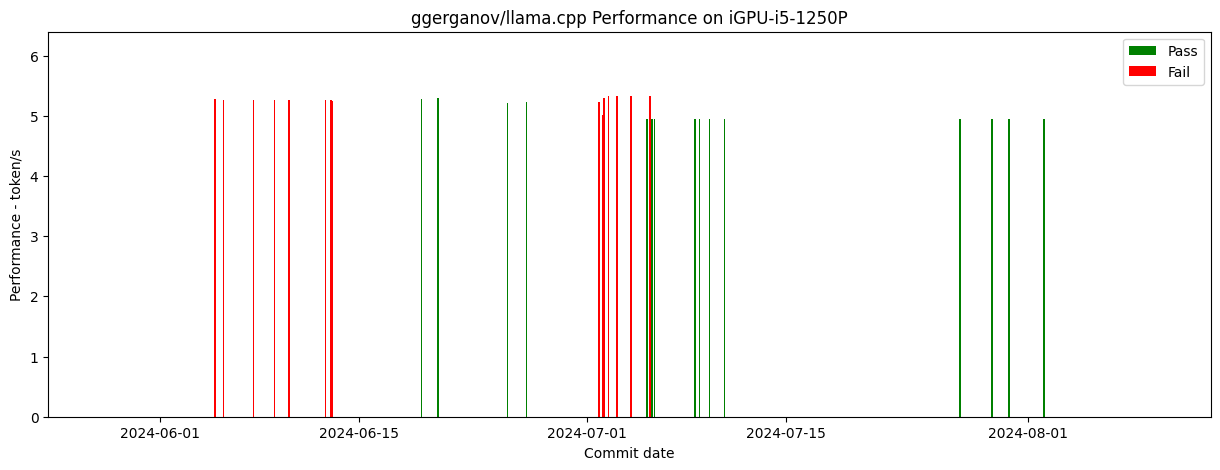 ggerganov/llama.cpp Performance on iGPU-i5-1250P
Pass
Fail
Performance - token/s
6
5
4
3
2
1
0
2024-06-01
2024-06-15
2024-07-01
2024-07-15
2024-08-01
Commit date